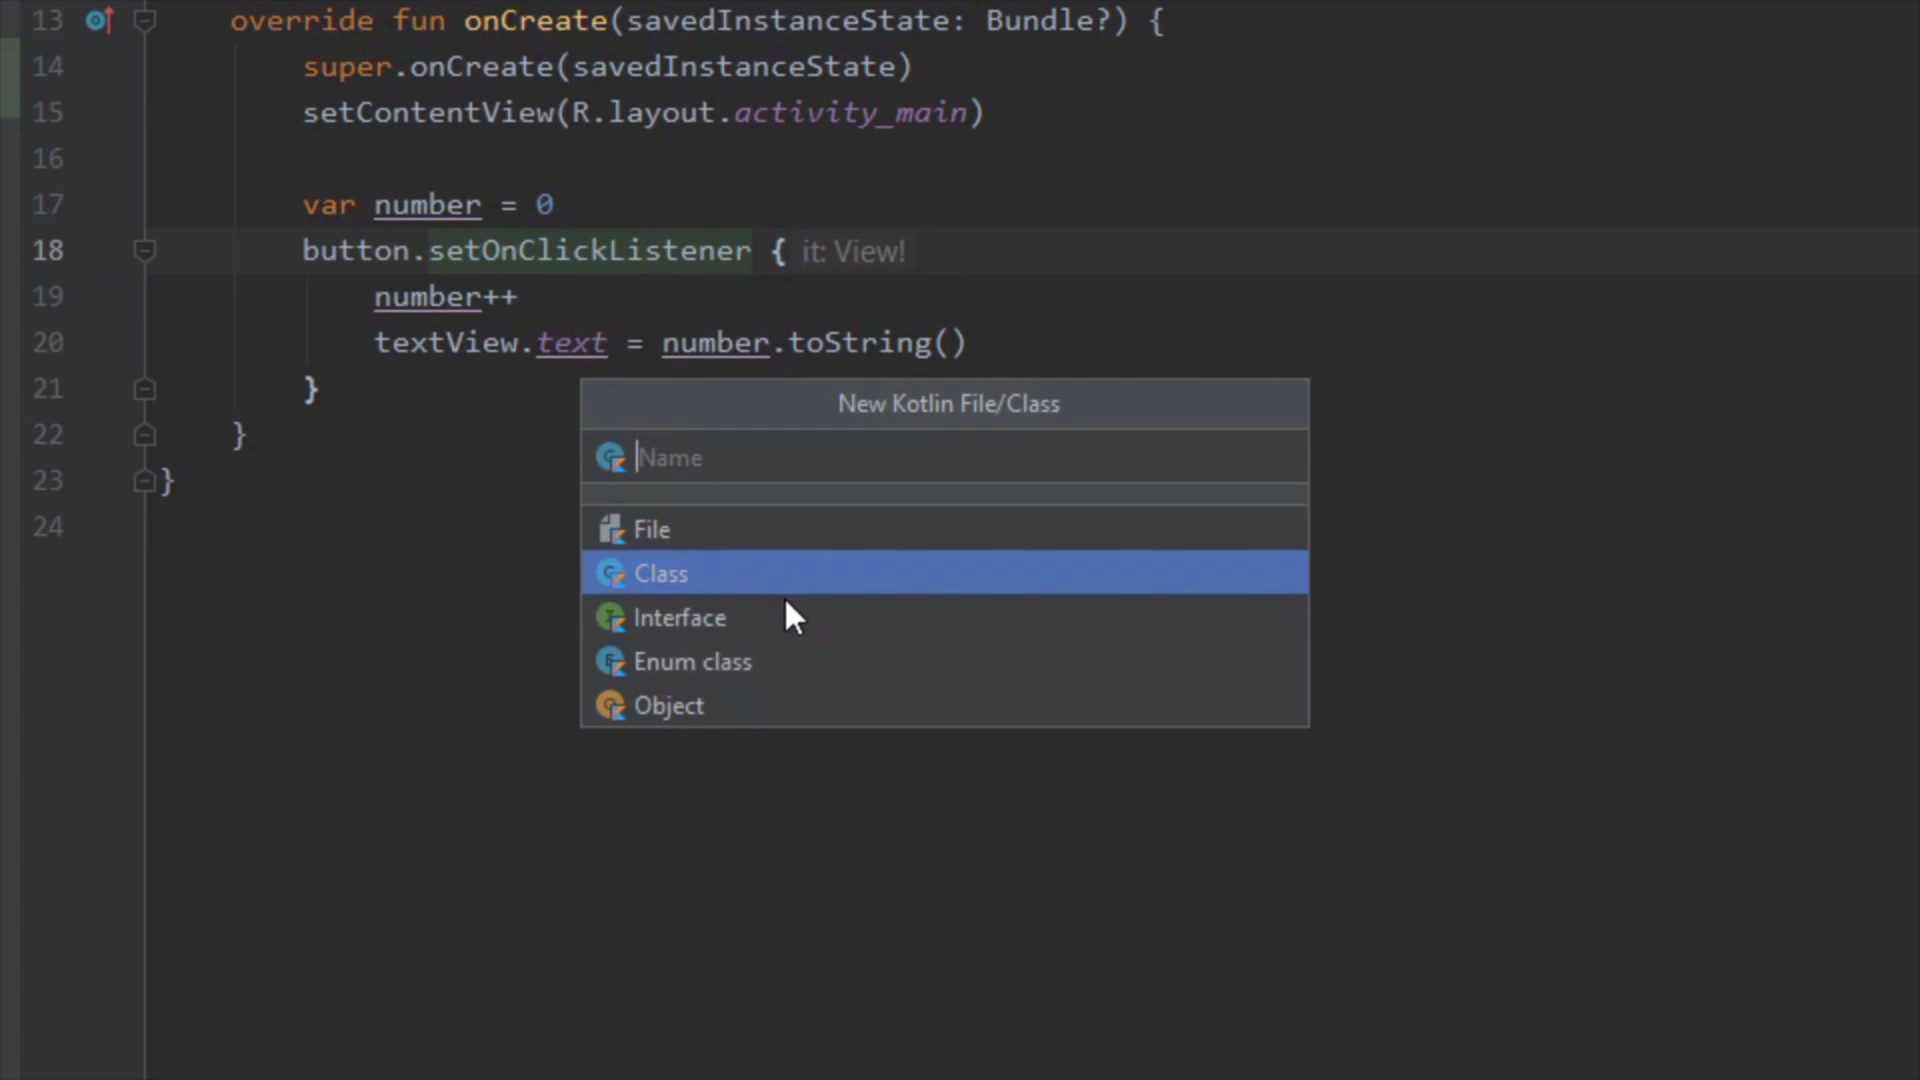 13 override fun onCreate(savedInstanceState: Bundle?) {
14 super.onCreate(savedInstanceState)
15 setContentView(R.layout.activity_main)
16
17 var number = 0
18 button.setOnClickListener { it: View!
19 number++
20 textView.text = number.toString()
21 }
22 }
23 }
24
New Kotlin File/Class
Name
File
Class
Interface
Enum class
Object